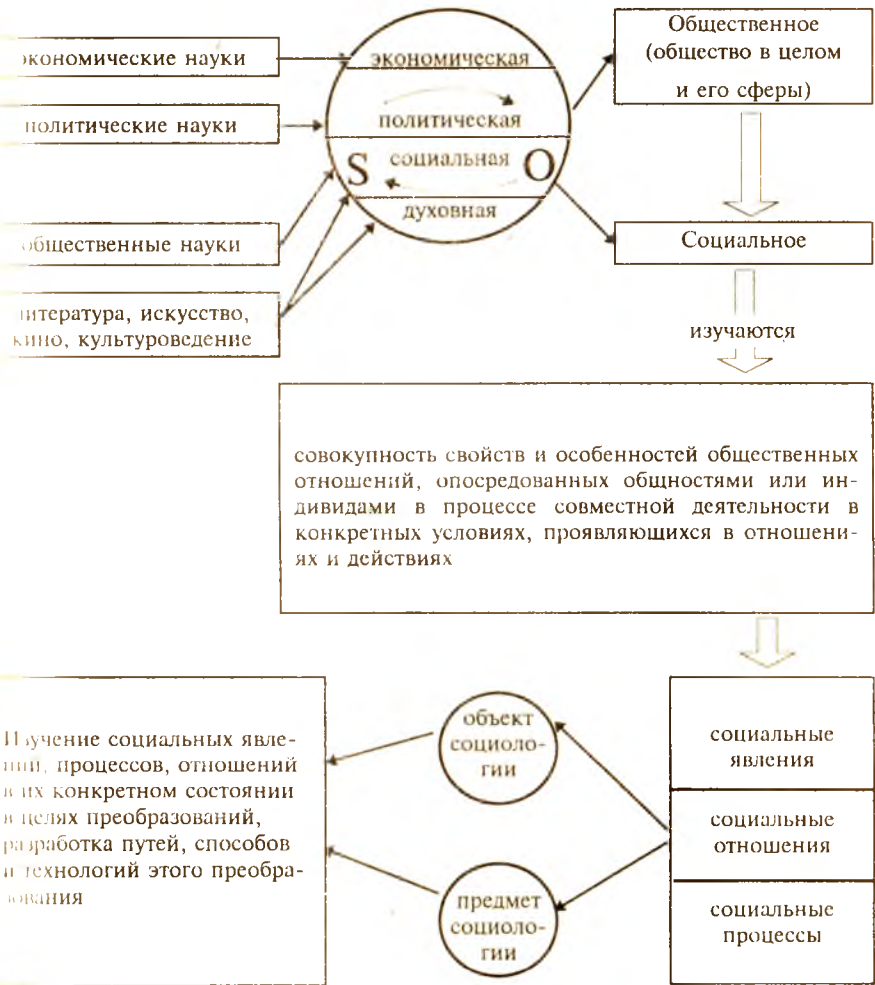 экономические науки
политические науки
общественные науки
литература, искусство,
кино, культуроведение
экономическая
политическая
S социальная O
духовная
Общественное
(общество в целом
и его сферы)
Социальное
изучаются
совокупность свойств и особенностей общественных
отношений, опосредованных общностями или ин-
дивидами в процессе совместной деятельности в
конкретных условиях, проявляющихся в отношени-
ях и действиях
социальные
явления
социальные
отношения
социальные
процессы
объект
социоло-
гии
предмет
социоло-
гии
Изучение социальных явле-
ний, процессов, отношений
в их конкретном состоянии
в целях преобразований,
разработка путей, способов
и технологий этого преобра-
зования